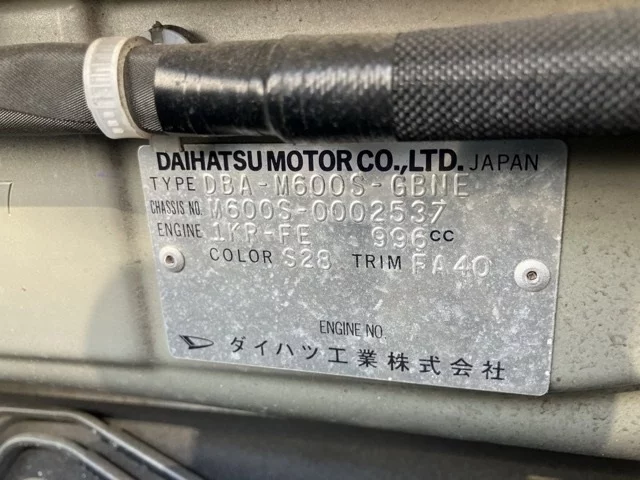 DAIHATSU MOTOR CO.,LTD. JAPAN
TYPE DBA-M600S-GBNE
CHASSIS NO. M600S-0002537
ENGINE 1KR-FE 996cc
COLOR S28 TRIM FA40
ENGINE NO.
ダイハツ工業株式会社